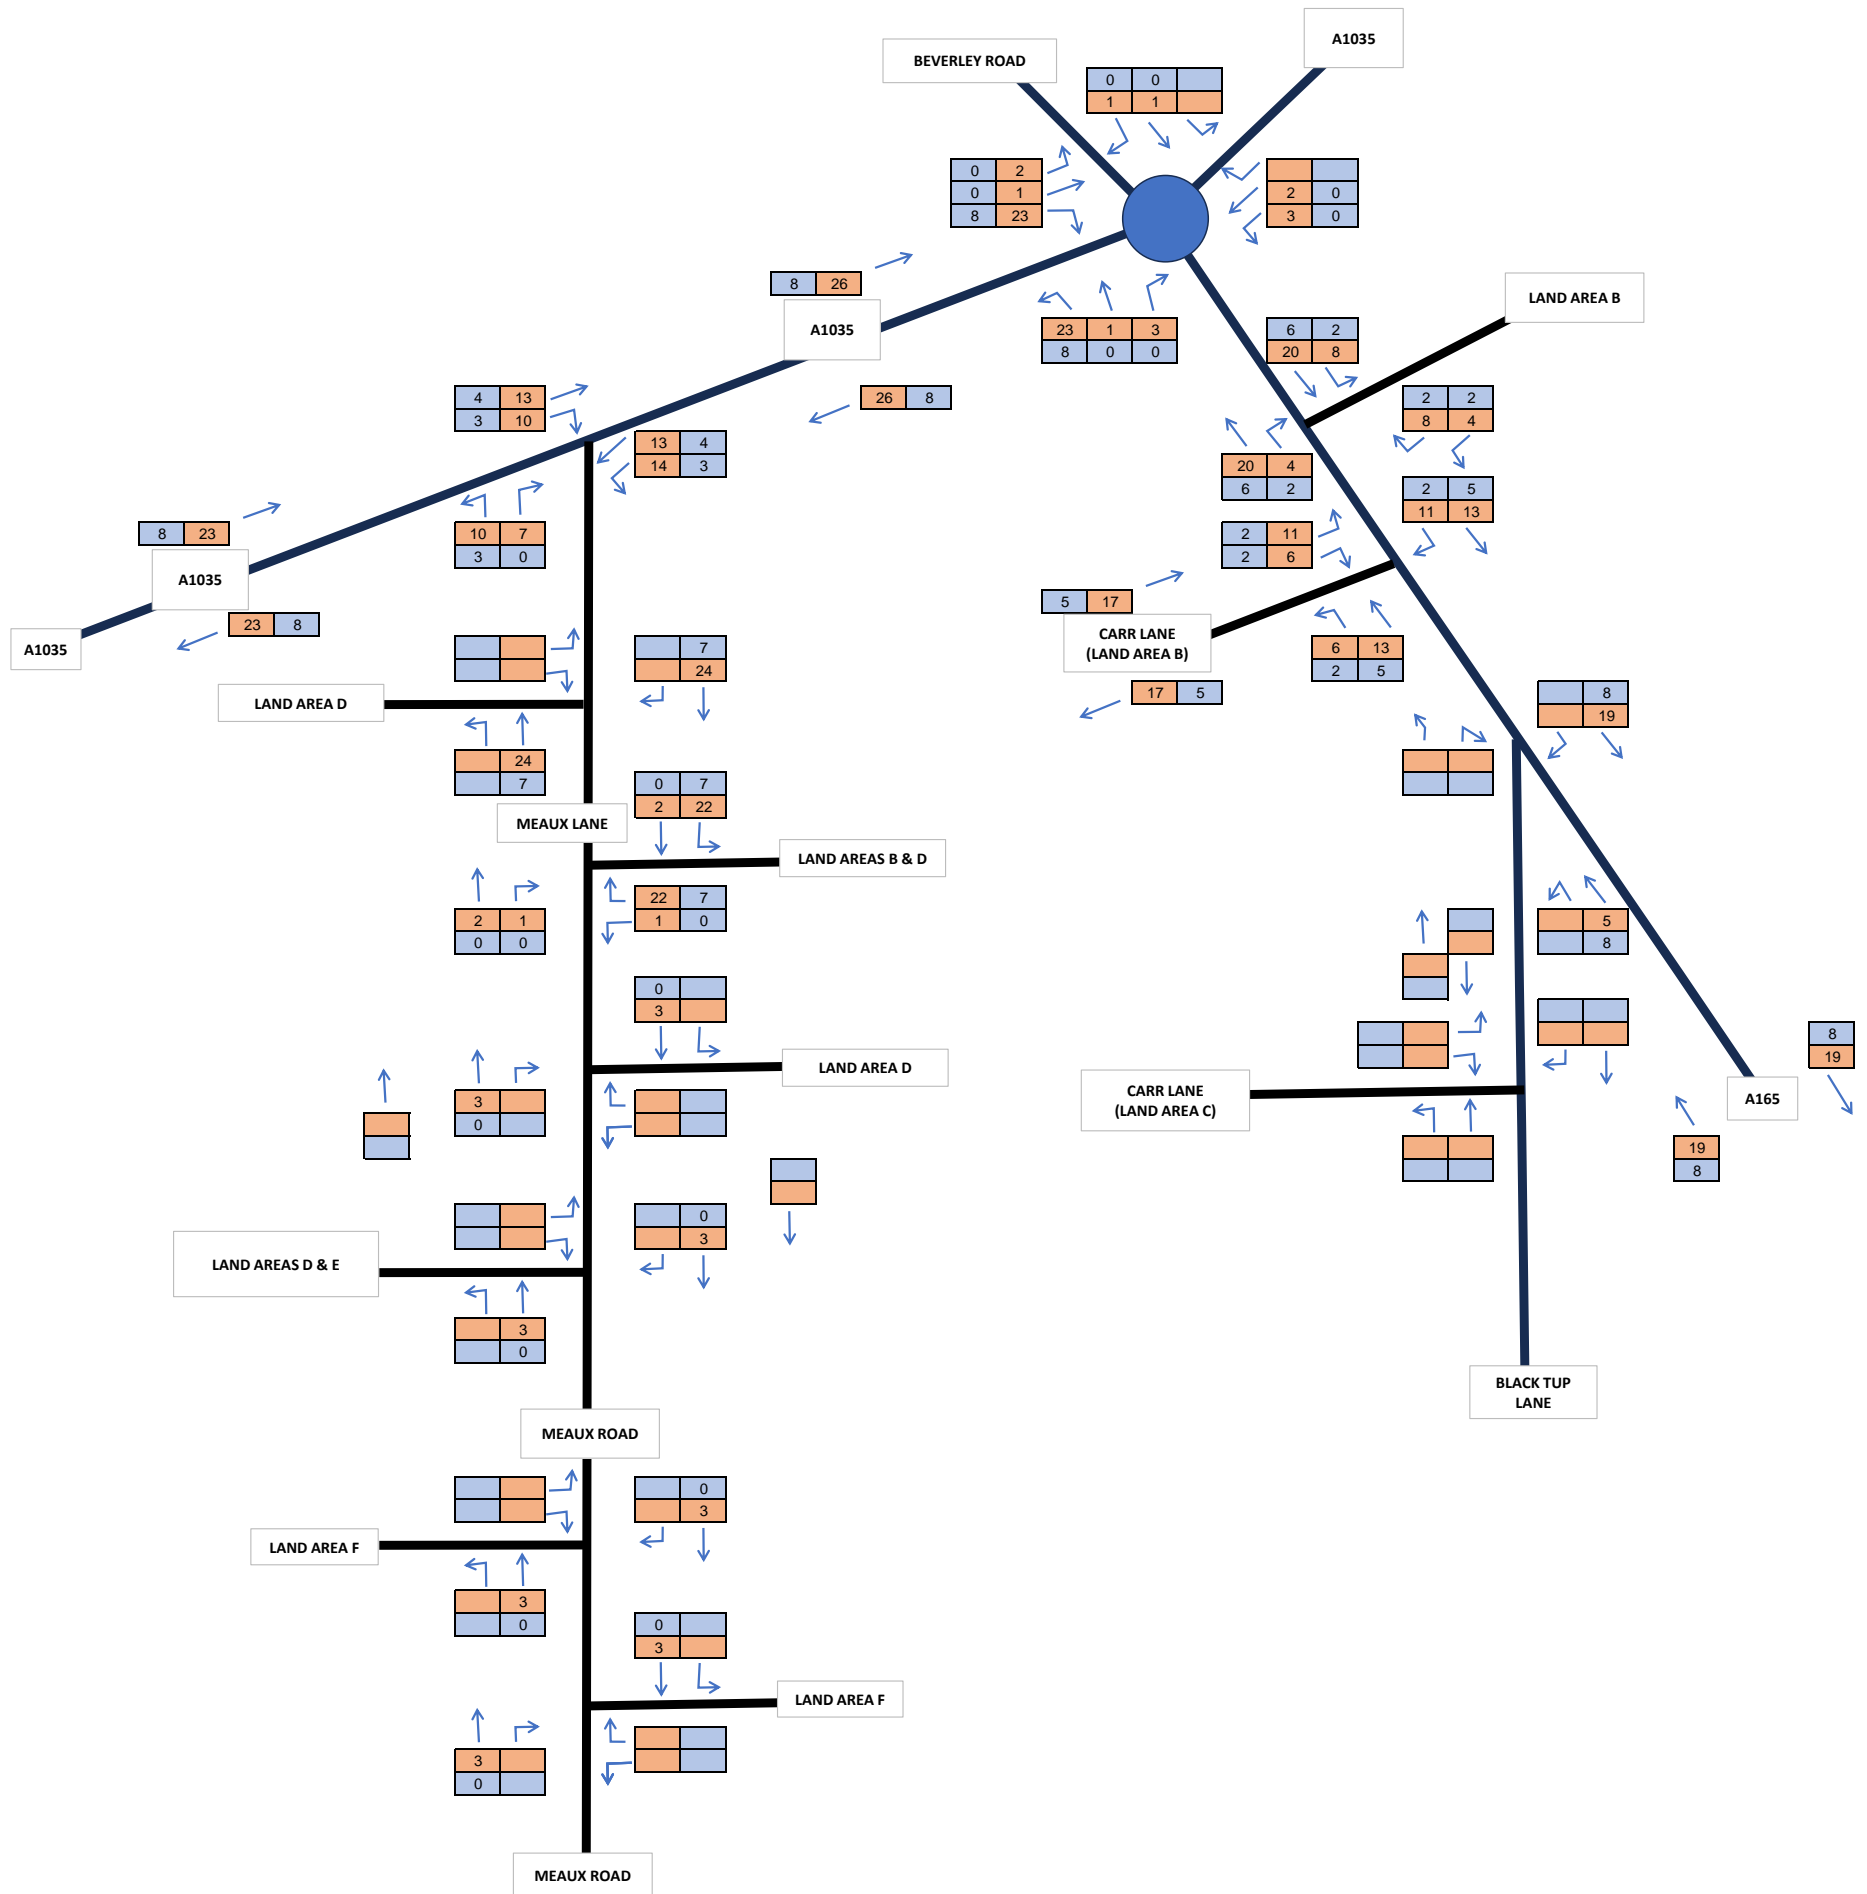 A1035
BEVERLEY ROAD
0 0
1 1
0 2
0 1
8 23
2 0
3 0
8 26
A1035
23 1 3
8 0 0
LAND AREA B
6 2
20 8
4 13
3 10
26 8
2 2
8 4
13 4
14 3
20 4
6 2
2 5
11 13
8 23
10 7
3 0
2 11
2 6
A1035
5 17
CARR LANE
(LAND AREA B)
23 8
A1035
7
24
6 13
2 5
17 5
LAND AREA D
8
19
24
7
0 7
2 22
MEAUX LANE
LAND AREAS B & D
22 7
1 0
2 1
0 0
5
8
0
3
8
19
LAND AREA D
3
0
CARR LANE
(LAND AREA C)
A165
19
8
0
3
LAND AREAS D & E
3
0
BLACK TUP
LANE
MEAUX ROAD
0
3
LAND AREA F
3
0
0
3
LAND AREA F
3
0
MEAUX ROAD